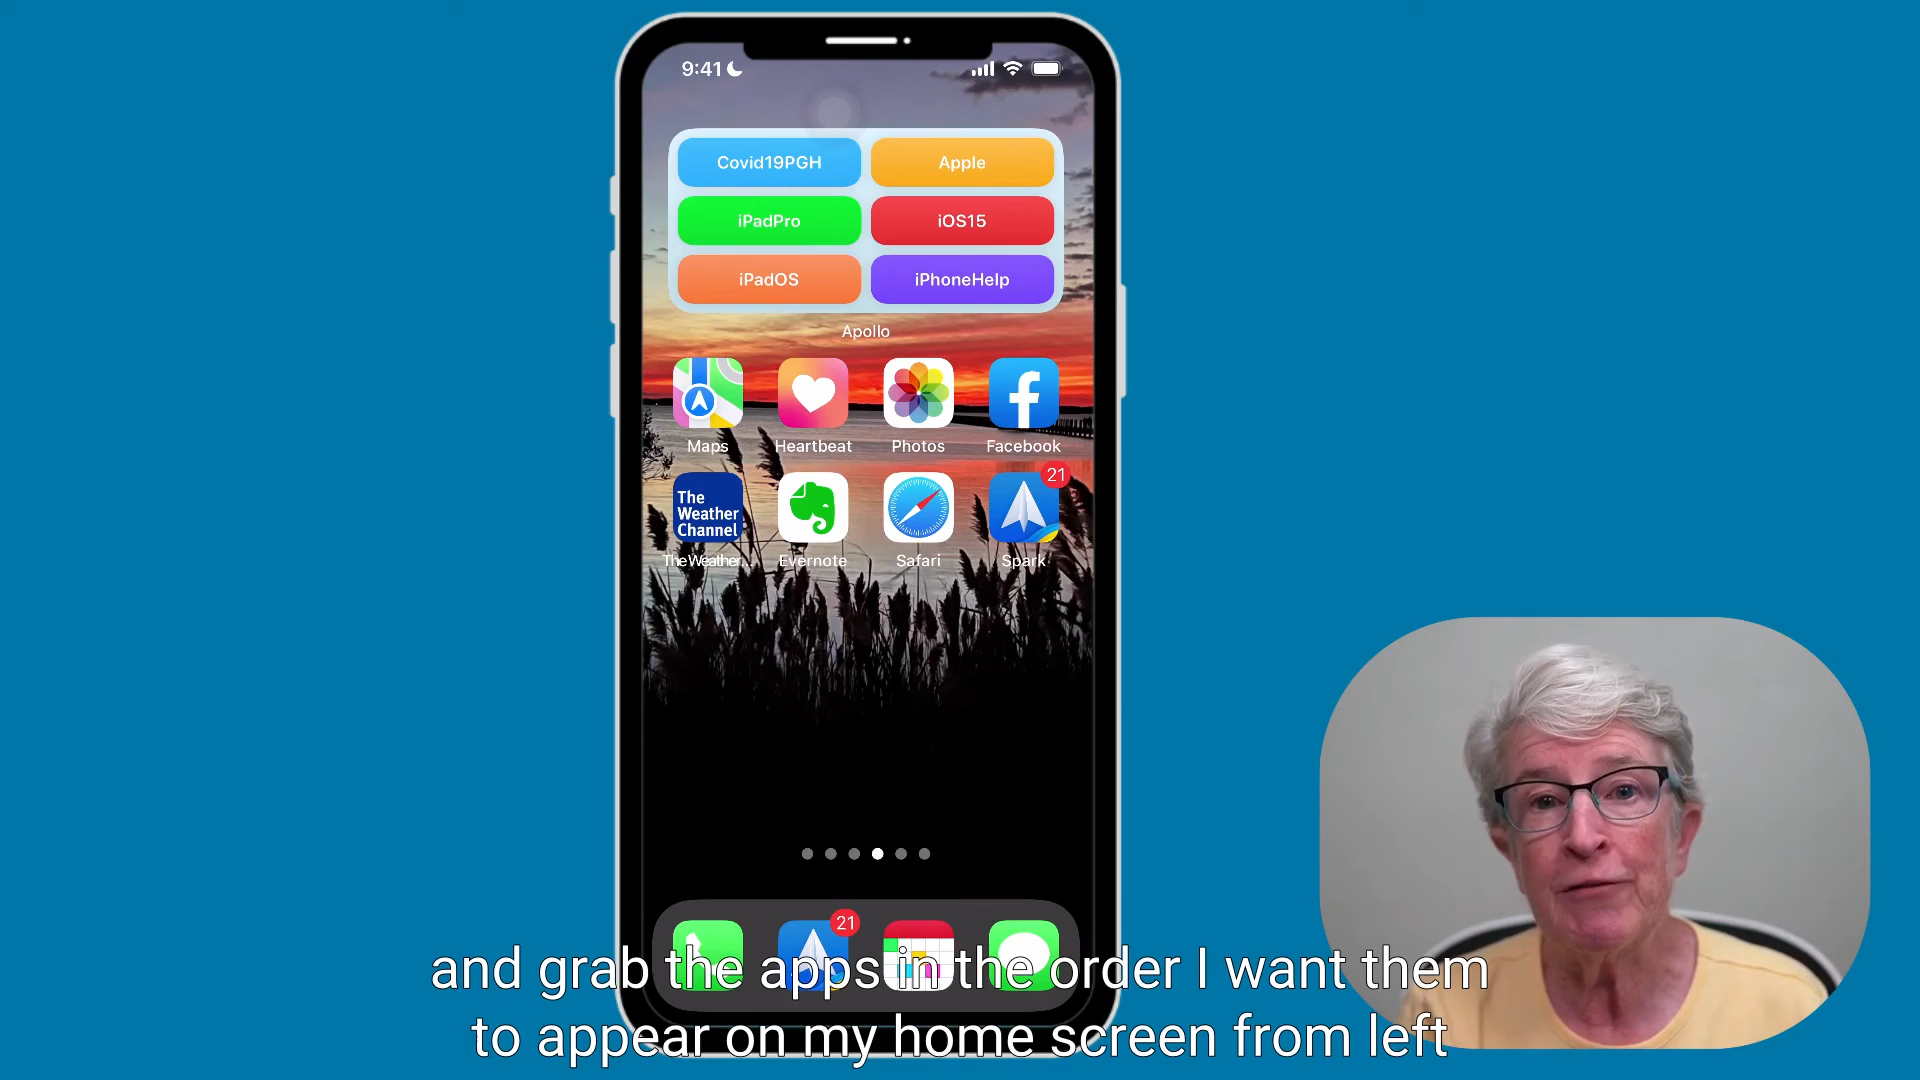 9:41
Covid19PGH Apple
iPadPro iOS15
iPadOS iPhoneHelp
Apollo
Maps Heartbeat Photos Facebook
21
The
Weather
Channel
The Weather... Evernote Safari Spark
21
and grab the apps in the order I want them
to appear on my home screen from left